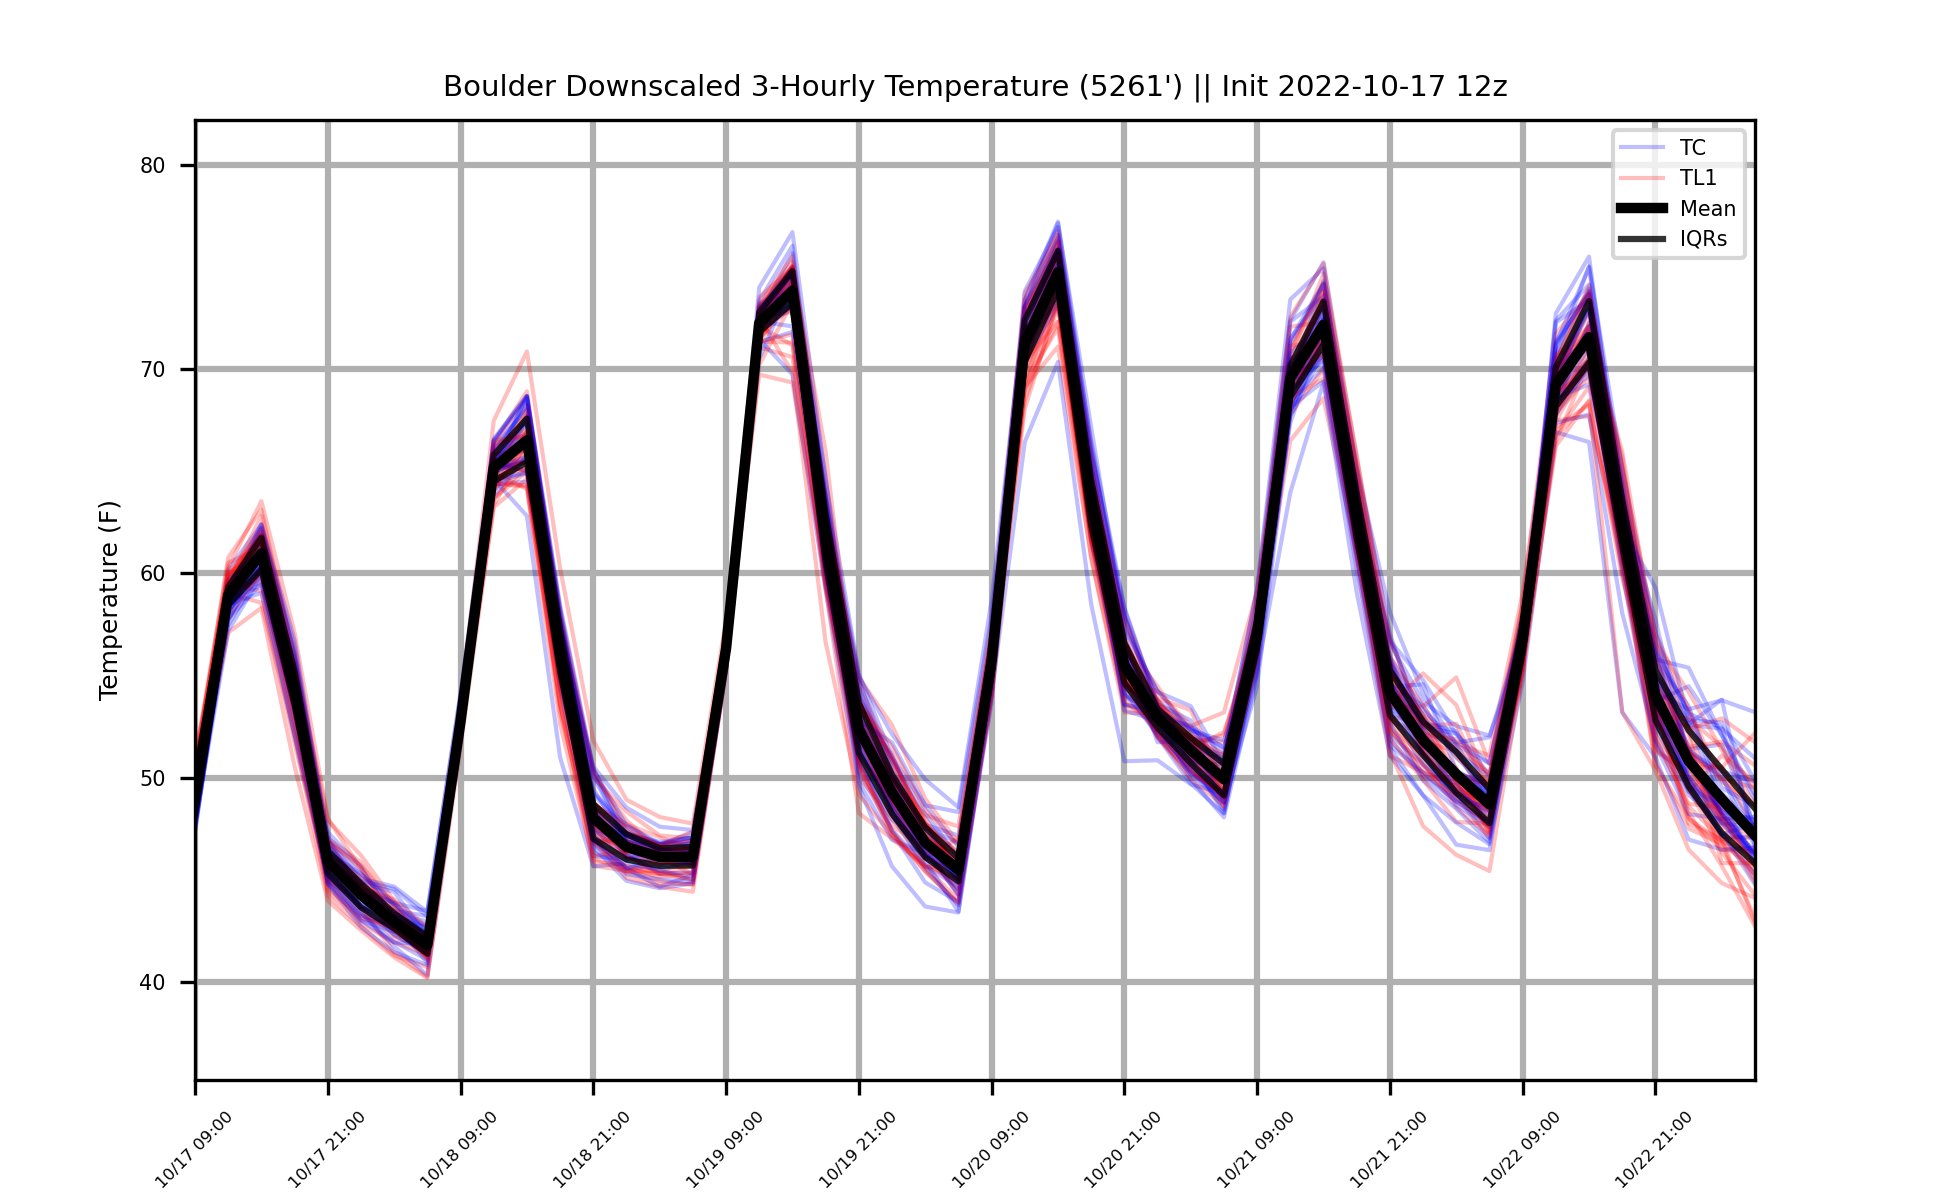 Boulder Downscaled 3-Hourly Temperature (5261') || Init 2022-10-17 12z
TC
TL1
Mean
IQRs
Temperature (F)
80
70
60
50
40
10/17 09:00
10/17 21:00
10/18 09:00
10/18 21:00
10/19 09:00
10/19 21:00
10/20 09:00
10/20 21:00
10/21 09:00
10/21 21:00
10/22 09:00
10/22 21:00